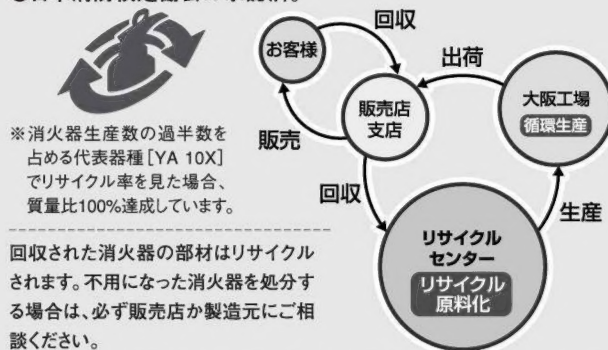 ※消火器生産数の過半数を
占める代表器種[YA 10X]
でリサイクル率を見た場合、
質量比100%達成しています。
回収された消火器の部材はリサイクル
されます。不用になった消火器を処分す
る場合は、必ず販売店か製造元にご相
談ください。
お客様
回収
出荷
販売店
支店
大阪工場
循環生産
販売
回収
生産
リサイクル
センター
リサイクル
原料化